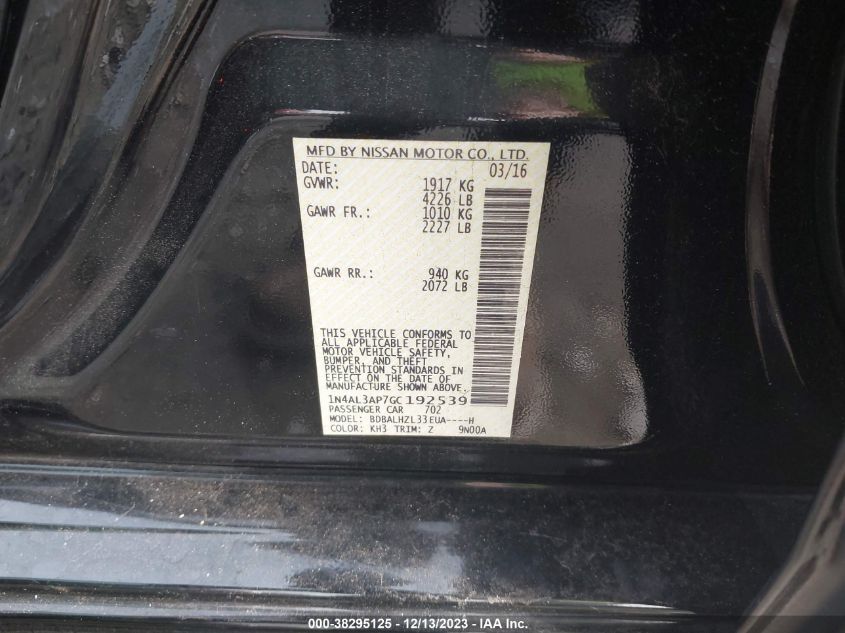 MFD BY NISSAN MOTOR CO., LTD.
DATE: 03/16
GVWR: 1917 KG
4226 LB
GAWR FR.: 1010 KG
2227 LB
GAWR RR.: 940 KG
2072 LB
THIS VEHICLE CONFORMS TO
ALL APPLICABLE FEDERAL
MOTOR VEHICLE SAFETY,
BUMPER, AND THEFT
PREVENTION STANDARDS IN
EFFECT ON THE DATE OF
MANUFACTURE SHOWN ABOVE.
1N4AL3AP7GC192539
PASSENGER CAR 702
MODEL: BDBALHZL33EUA----H
COLOR: KH3 TRIM: Z 9N00A
000-38295125 - 12/13/2023 - IAA Inc.